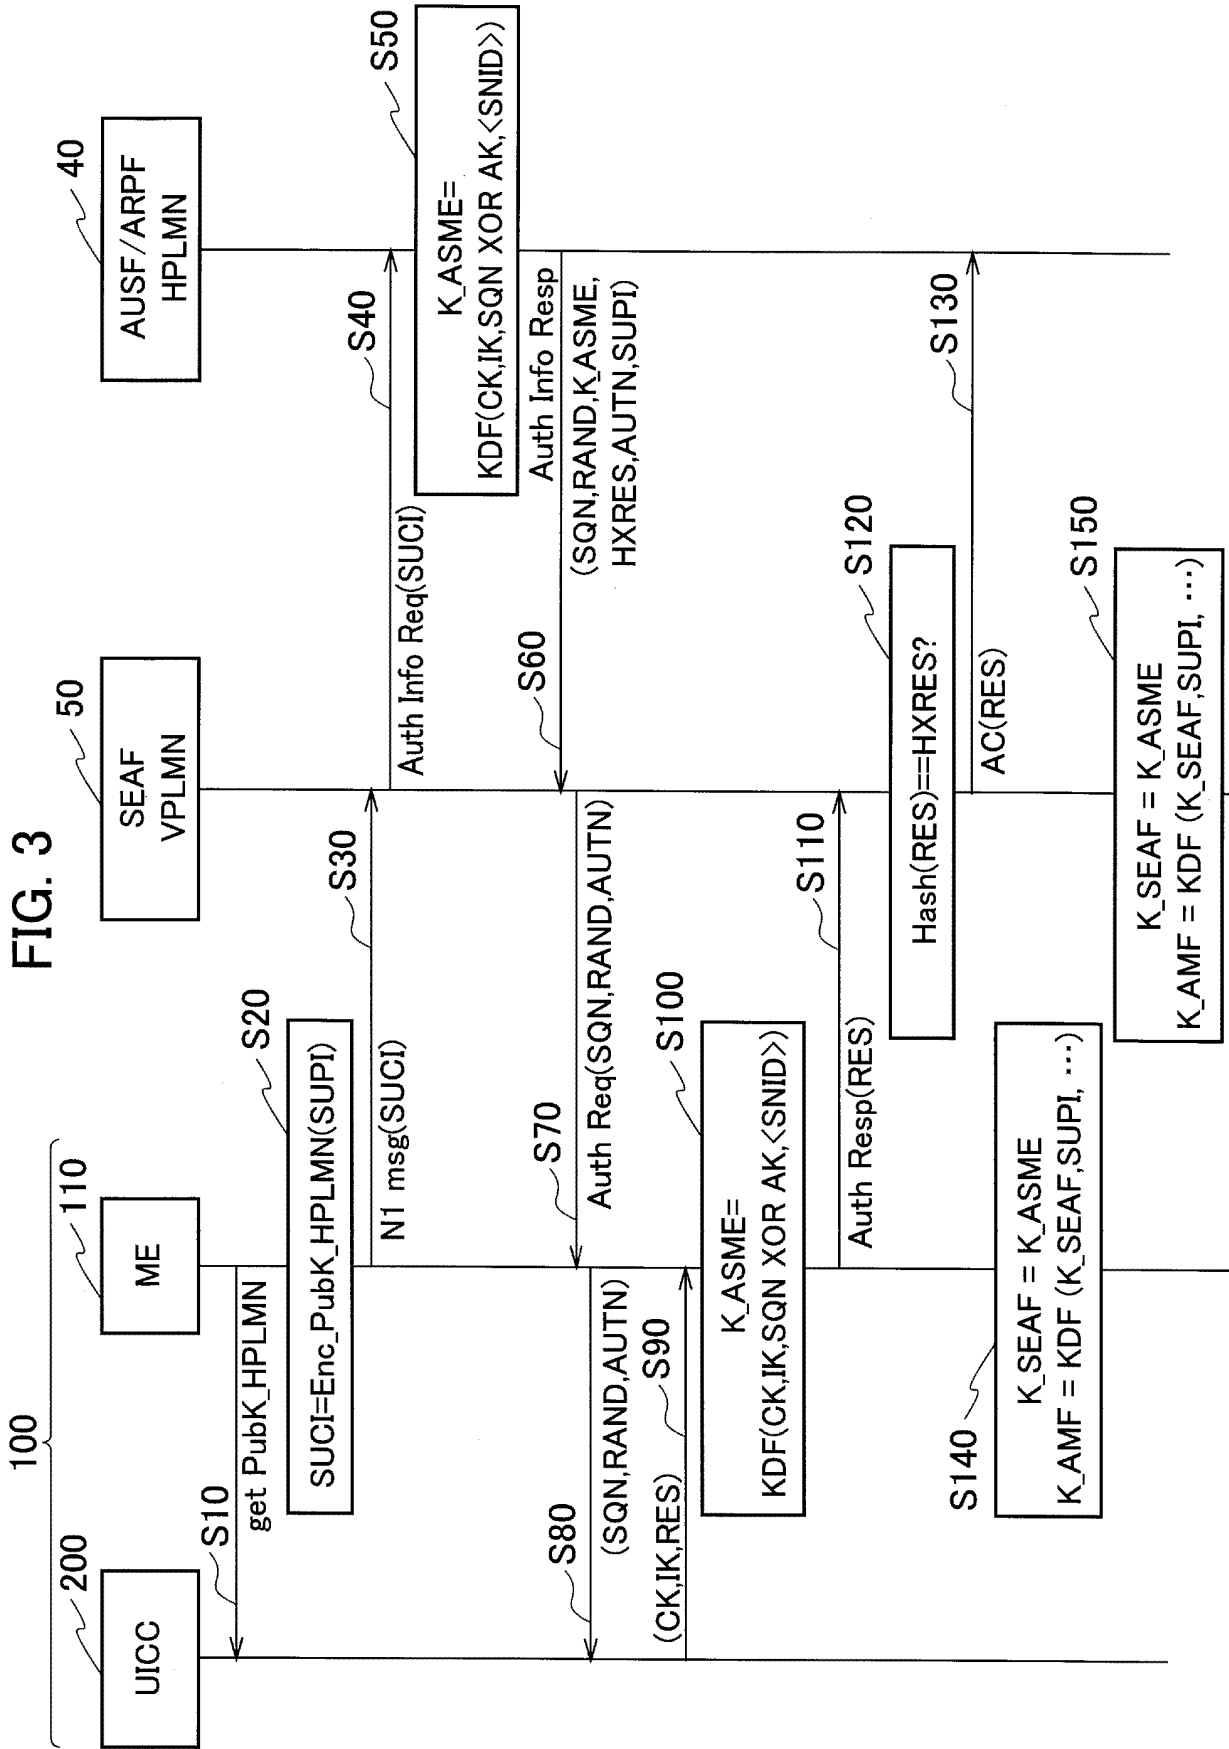 FIG. 3
100
200
UICC
110
ME
50
SEAF
VPLMN
40
AUSF/ARPF
HPLMN
S10
get PubK_HPLMN
S20
SUCI=Enc_PubK_HPLMN(SUPI)
S30
N1 msg(SUCI)
S40
Auth Info Req(SUCI)
S50
K_ASME=
KDF(CK,IK,SQN XOR AK,<SNID>)
S60
Auth Info Resp
(SQN,RAND,K_ASME,
HXRES,AUTN,SUPI)
S70
Auth Req(SQN,RAND,AUTN)
S80
(SQN,RAND,AUTN)
S90
(CK,IK,RES)
S100
K_ASME=
KDF(CK,IK,SQN XOR AK,<SNID>)
S110
Auth Resp(RES)
S120
Hash(RES)==HXRES?
S130
AC(RES)
S140
K_SEAF = K_ASME
K_AMF = KDF (K_SEAF,SUPI, ···)
S150
K_SEAF = K_ASME
K_AMF = KDF (K_SEAF,SUPI, ···)